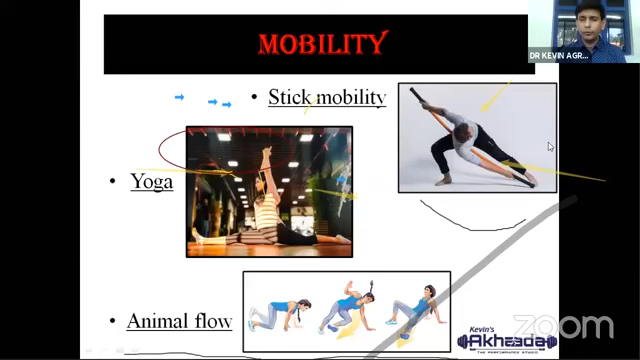 MOBILITY
DR KEVIN AGR...
• Stick mobility
• Yoga
• Animal flow
Kevin's
Akhaada
THE PERFORMANCE STUDIO
zoom